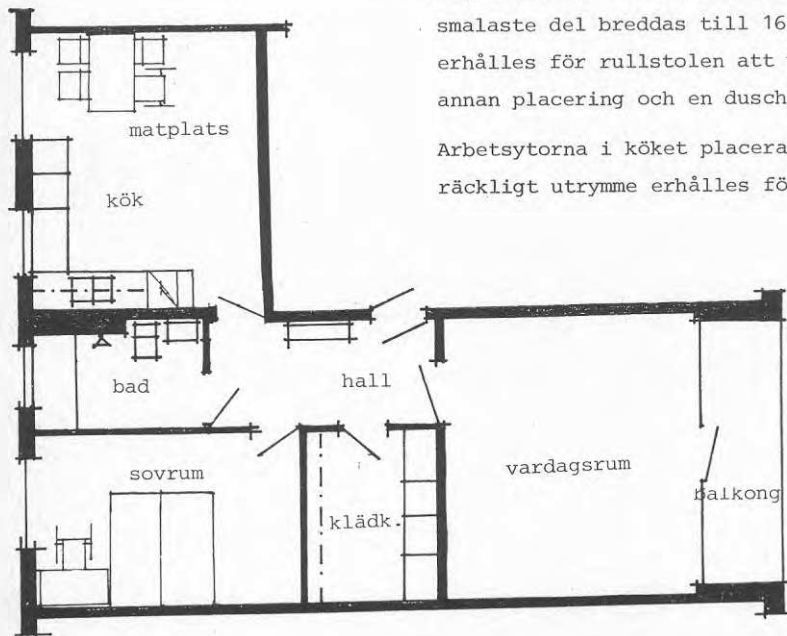 smalaste del breddas till 16
erhålles för rullstolen att
annan placering och en dusch
Arbetsytorna i köket placera
räckligt utrymme erhålles fö
matplats
kök
bad
hall
sovrum
klädk.
vardagsrum
balkong